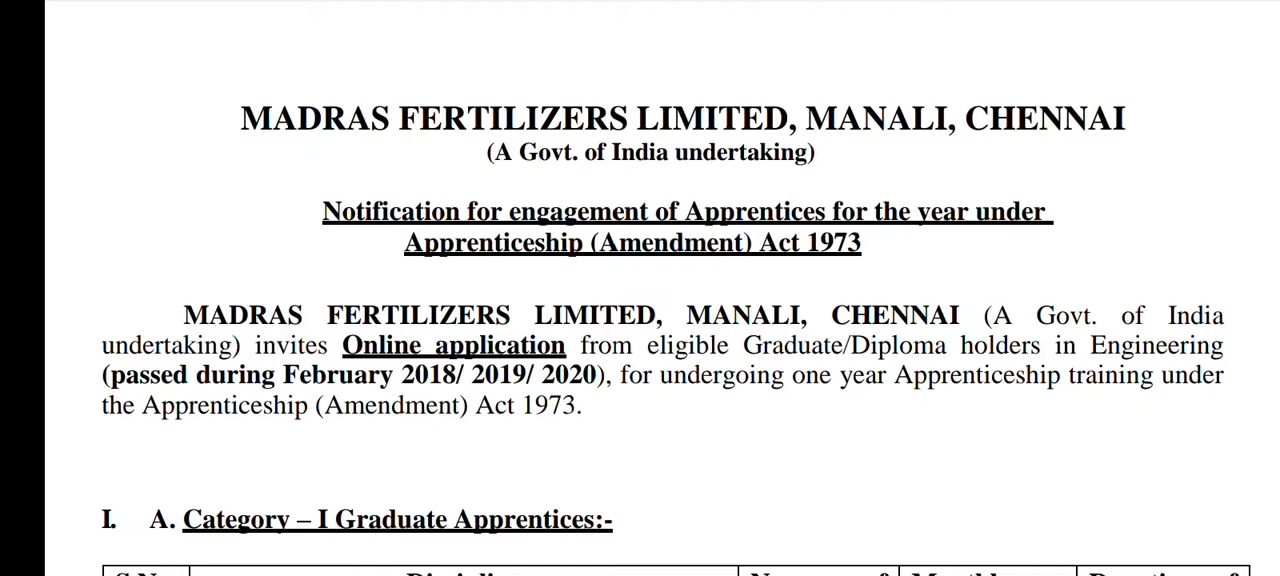 MADRAS FERTILIZERS LIMITED, MANALI, CHENNAI
(A Govt. of India undertaking)
Notification for engagement of Apprentices for the year under
Apprenticeship (Amendment) Act 1973
MADRAS FERTILIZERS LIMITED, MANALI, CHENNAI (A Govt. of India
undertaking) invites Online application from eligible Graduate/Diploma holders in Engineering
(passed during February 2018/ 2019/ 2020), for undergoing one year Apprenticeship training under
the Apprenticeship (Amendment) Act 1973.
I. A. Category – I Graduate Apprentices:-